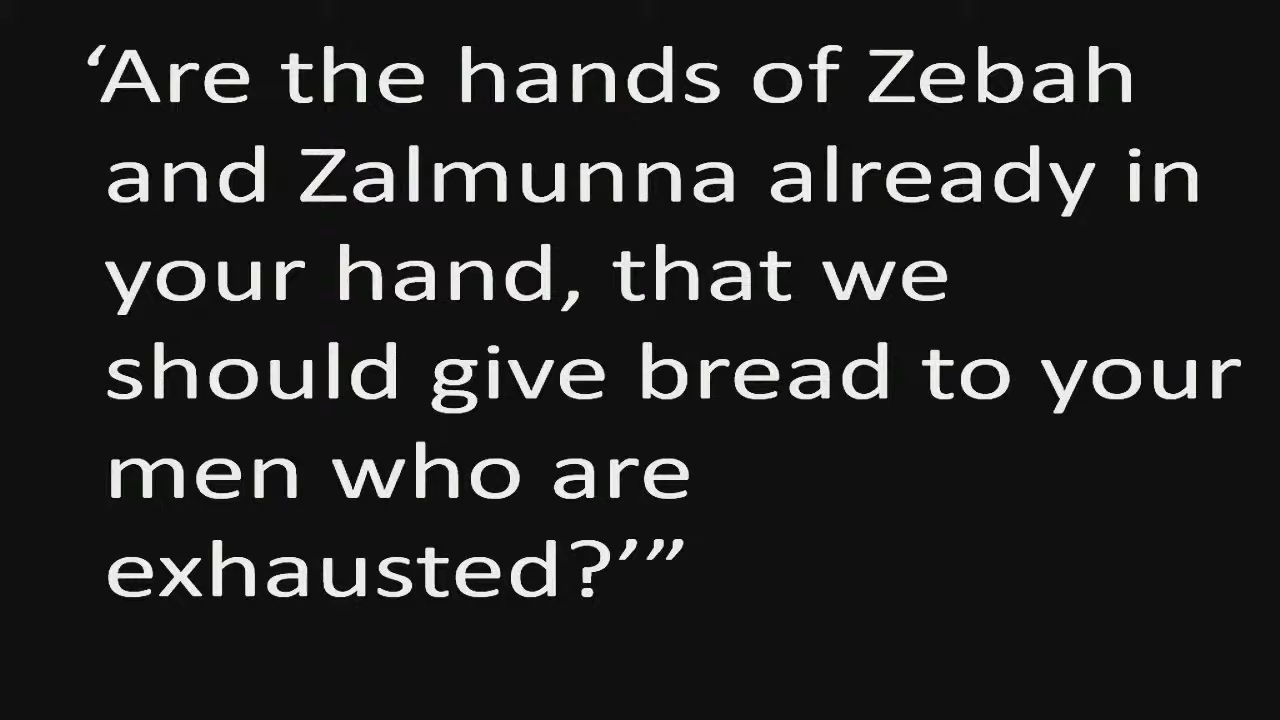 ‘Are the hands of Zebah
and Zalmunna already in
your hand, that we
should give bread to your
men who are
exhausted?’”